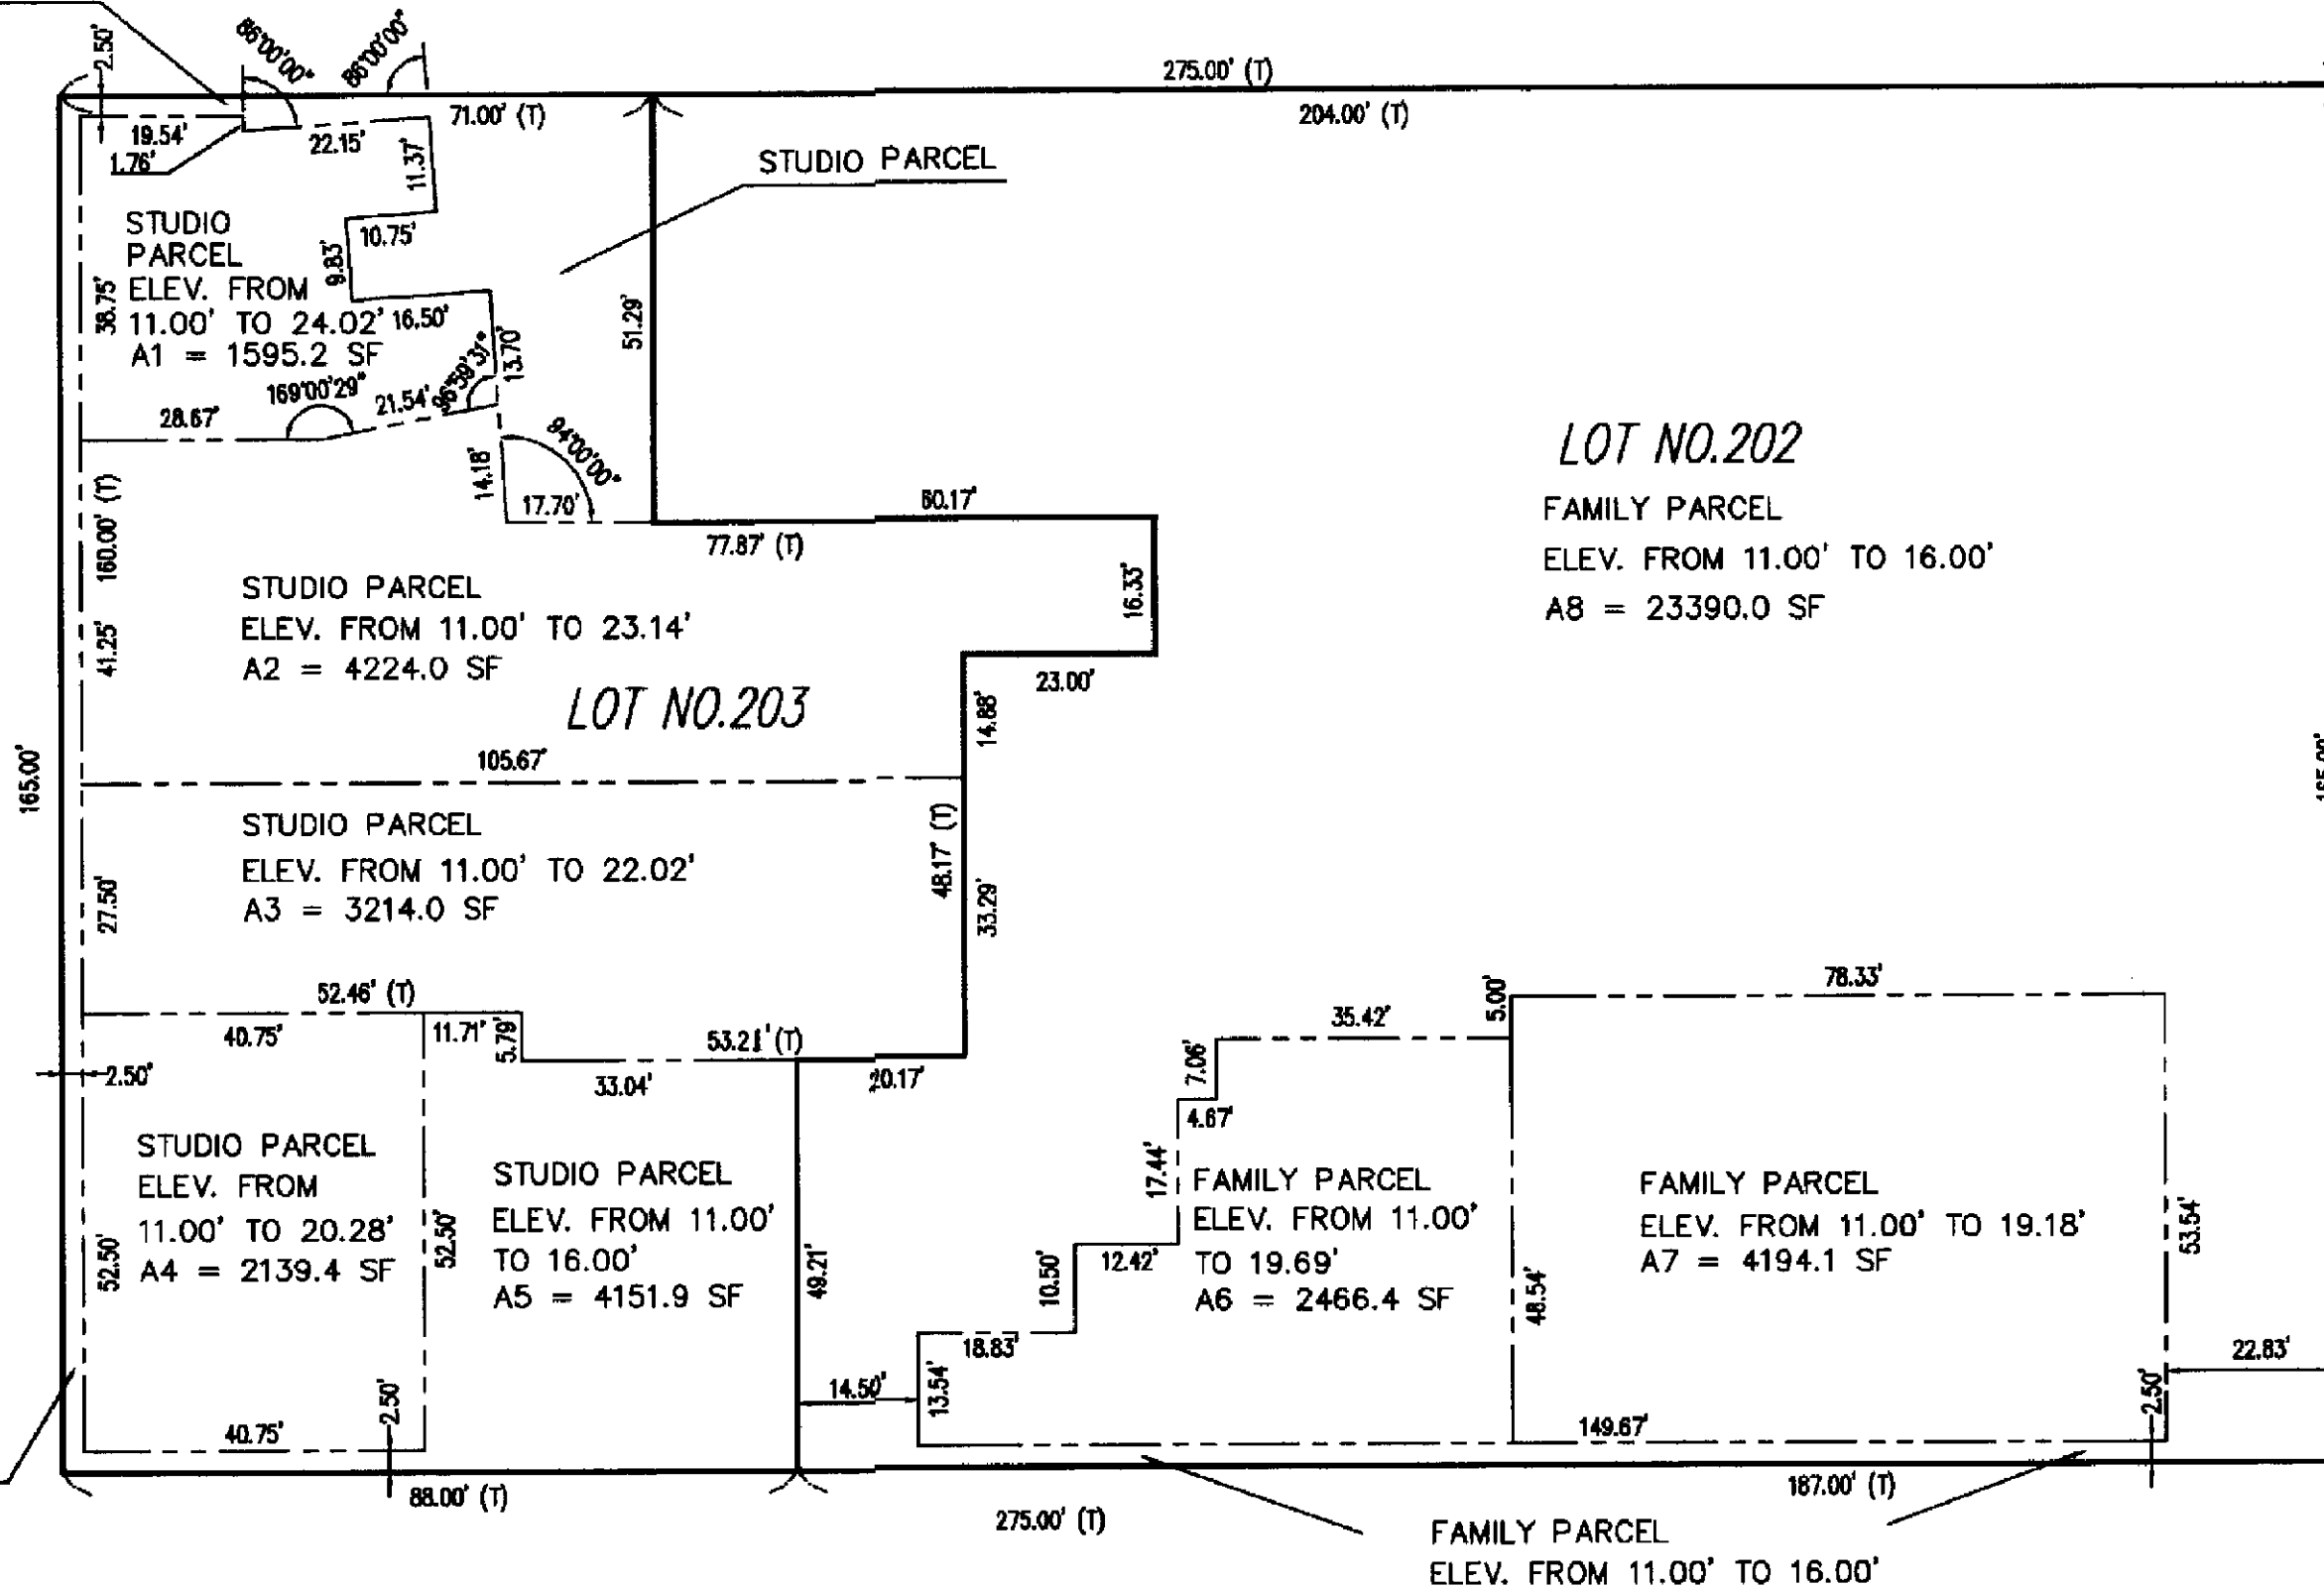 2.50'
86°00'00"
86°00'00"
275.00' (T)
71.00' (T)
204.00' (T)
19.54'
1.76'
22.15'
11.37'
STUDIO PARCEL
STUDIO
PARCEL
ELEV. FROM
11.00' TO 24.02'
A1 = 1595.2 SF
10.75'
9.83'
38.75'
16.50'
51.29'
13.70'
96°59'31"
169°00'29"
21.54'
28.67'
94°00'00"
14.18'
17.70'
60.17'
77.87' (T)
LOT NO.202
FAMILY PARCEL
ELEV. FROM 11.00' TO 16.00'
A8 = 23390.0 SF
160.00' (T)
41.25'
16.33'
STUDIO PARCEL
ELEV. FROM 11.00' TO 23.14'
A2 = 4224.0 SF
LOT NO.203
23.00'
14.88'
165.00'
105.67'
165.00'
STUDIO PARCEL
ELEV. FROM 11.00' TO 22.02'
A3 = 3214.0 SF
27.50'
48.17' (T)
33.29'
52.46' (T)
40.75'
11.71'
5.79'
53.21' (T)
33.04'
20.17'
2.50'
78.33'
5.00'
35.42'
7.06'
4.67'
17.44'
STUDIO PARCEL
ELEV. FROM
11.00' TO 20.28'
A4 = 2139.4 SF
52.50'
52.50'
STUDIO PARCEL
ELEV. FROM 11.00'
TO 16.00'
A5 = 4151.9 SF
49.21'
FAMILY PARCEL
ELEV. FROM 11.00'
TO 19.69'
A6 = 2466.4 SF
12.42'
10.50'
18.83'
13.54'
14.50'
48.54'
FAMILY PARCEL
ELEV. FROM 11.00' TO 19.18'
A7 = 4194.1 SF
53.54'
22.83'
2.50'
40.75'
2.50'
149.67'
88.00' (T)
187.00' (T)
275.00' (T)
FAMILY PARCEL
ELEV. FROM 11.00' TO 16.00'